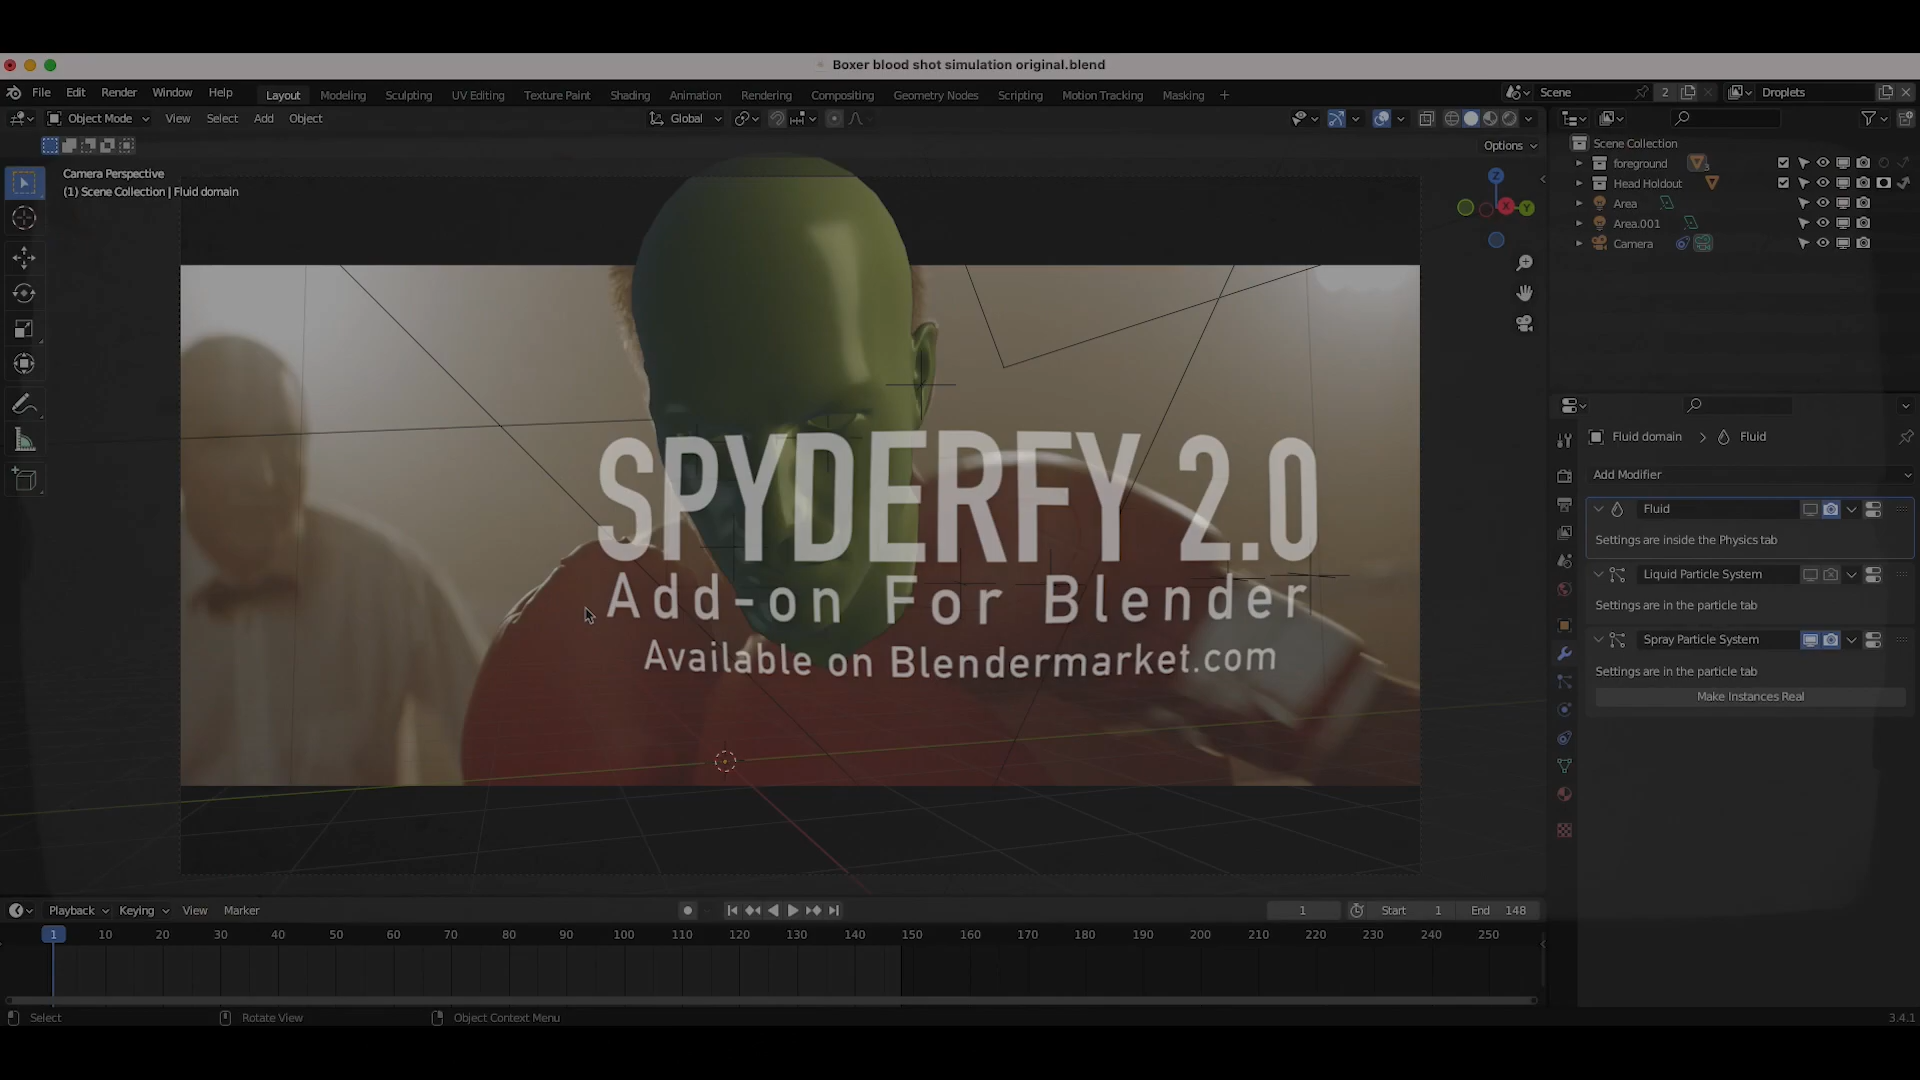 Boxer blood shot simulation original.blend
File Edit Render Window Help Layout Modeling Sculpting UV Editing Texture Paint Shading Animation Rendering Compositing Geometry Nodes Scripting Motion Tracking Masking + Scene 2 Droplets
Object Mode View Select Add Object Global
Options
Camera Perspective
(1) Scene Collection | Fluid domain
Z
X
Y
Scene Collection
foreground
Head Holdout
Area
Area.001
Camera
Fluid domain > Fluid
Add Modifier
Fluid
Settings are inside the Physics tab
Liquid Particle System
Settings are in the particle tab
Spray Particle System
Settings are in the particle tab
Make Instances Real
SPYDERFY 2.0
Add-on For Blender
Available on Blendermarket.com
Playback Keying View Marker 1 Start 1 End 148
1 10 20 30 40 50 60 70 80 90 100 110 120 130 140 150 160 170 180 190 200 210 220 230 240 250
Select Rotate View Object Context Menu 3.4.1